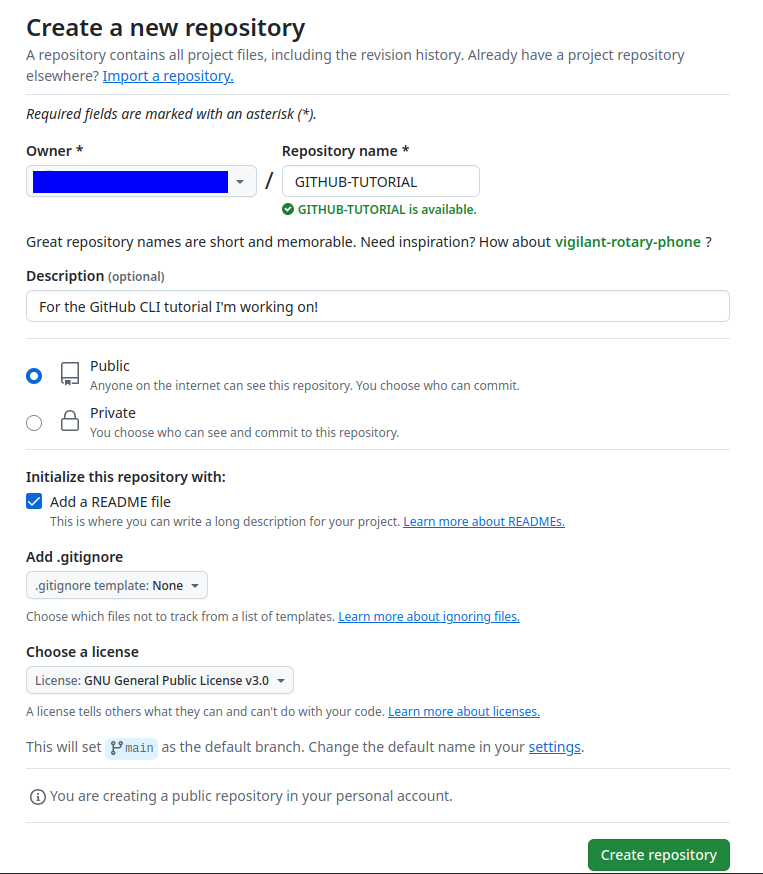 Create a new repository
A repository contains all project files, including the revision history. Already have a project repository
elsewhere? Import a repository.
Required fields are marked with an asterisk (*).
Owner * Repository name *
/ GITHUB-TUTORIAL
GITHUB-TUTORIAL is available.
Great repository names are short and memorable. Need inspiration? How about vigilant-rotary-phone ?
Description (optional)
For the GitHub CLI tutorial I'm working on!
Public
Anyone on the internet can see this repository. You choose who can commit.
Private
You choose who can see and commit to this repository.
Initialize this repository with:
Add a README file
This is where you can write a long description for your project. Learn more about READMEs.
Add .gitignore
.gitignore template: None
Choose which files not to track from a list of templates. Learn more about ignoring files.
Choose a license
License: GNU General Public License v3.0
A license tells others what they can and can't do with your code. Learn more about licenses.
This will set main as the default branch. Change the default name in your settings.
You are creating a public repository in your personal account.
Create repository